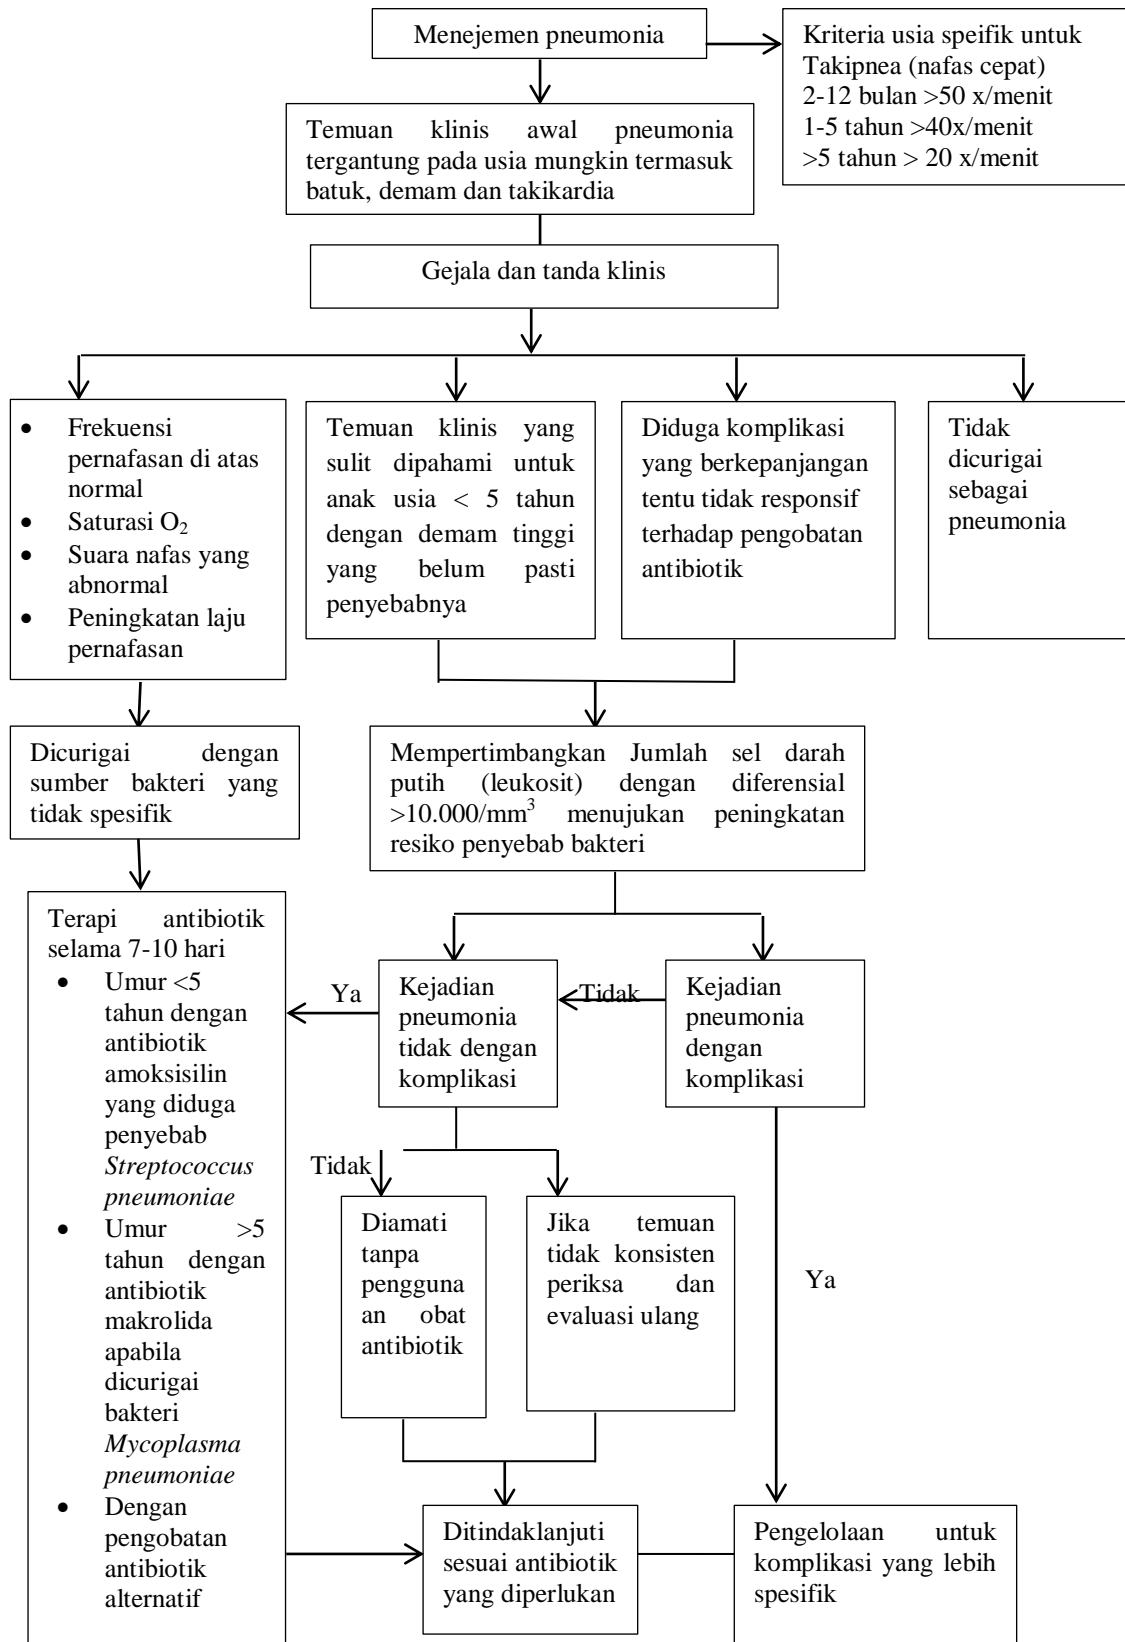 Menejemen pneumonia
Kriteria usia speifik untuk
Takipnea (nafas cepat)
2-12 bulan >50 x/menit
1-5 tahun >40x/menit
>5 tahun > 20 x/menit
Temuan klinis awal pneumonia
tergantung pada usia mungkin termasuk
batuk, demam dan takikardia
Gejala dan tanda klinis
• Frekuensi
pernafasan di atas
normal
• Saturasi O₂
• Suara nafas yang
abnormal
• Peningkatan laju
pernafasan
Temuan klinis yang
sulit dipahami untuk
anak usia < 5 tahun
dengan demam tinggi
yang belum pasti
penyebabnya
Diduga komplikasi
yang berkepanjangan
tentu tidak responsif
terhadap pengobatan
antibiotik
Tidak
dicurigai
sebagai
pneumonia
Dicurigai dengan
sumber bakteri yang
tidak spesifik
Mempertimbangkan Jumlah sel darah
putih (leukosit) dengan diferensial
>10.000/mm³ menujukan peningkatan
resiko penyebab bakteri
Terapi antibiotik
selama 7-10 hari
• Umur <5
tahun dengan
antibiotik
amoksisilin
yang diduga
penyebab
Streptococcus
pneumoniae
• Umur >5
tahun dengan
antibiotik
makrolida
apabila
dicurigai
bakteri
Mycoplasma
pneumoniae
• Dengan
pengobatan
antibiotik
alternatif
Ya
Kejadian
pneumonia
tidak dengan
komplikasi
Tidak
Kejadian
pneumonia
dengan
komplikasi
Tidak
Diamati
tanpa
pengguna
an obat
antibiotik
Jika temuan
tidak konsisten
periksa dan
evaluasi ulang
Ya
Ditindaklanjuti
sesuai antibiotik
yang diperlukan
Pengelolaan untuk
komplikasi yang lebih
spesifik